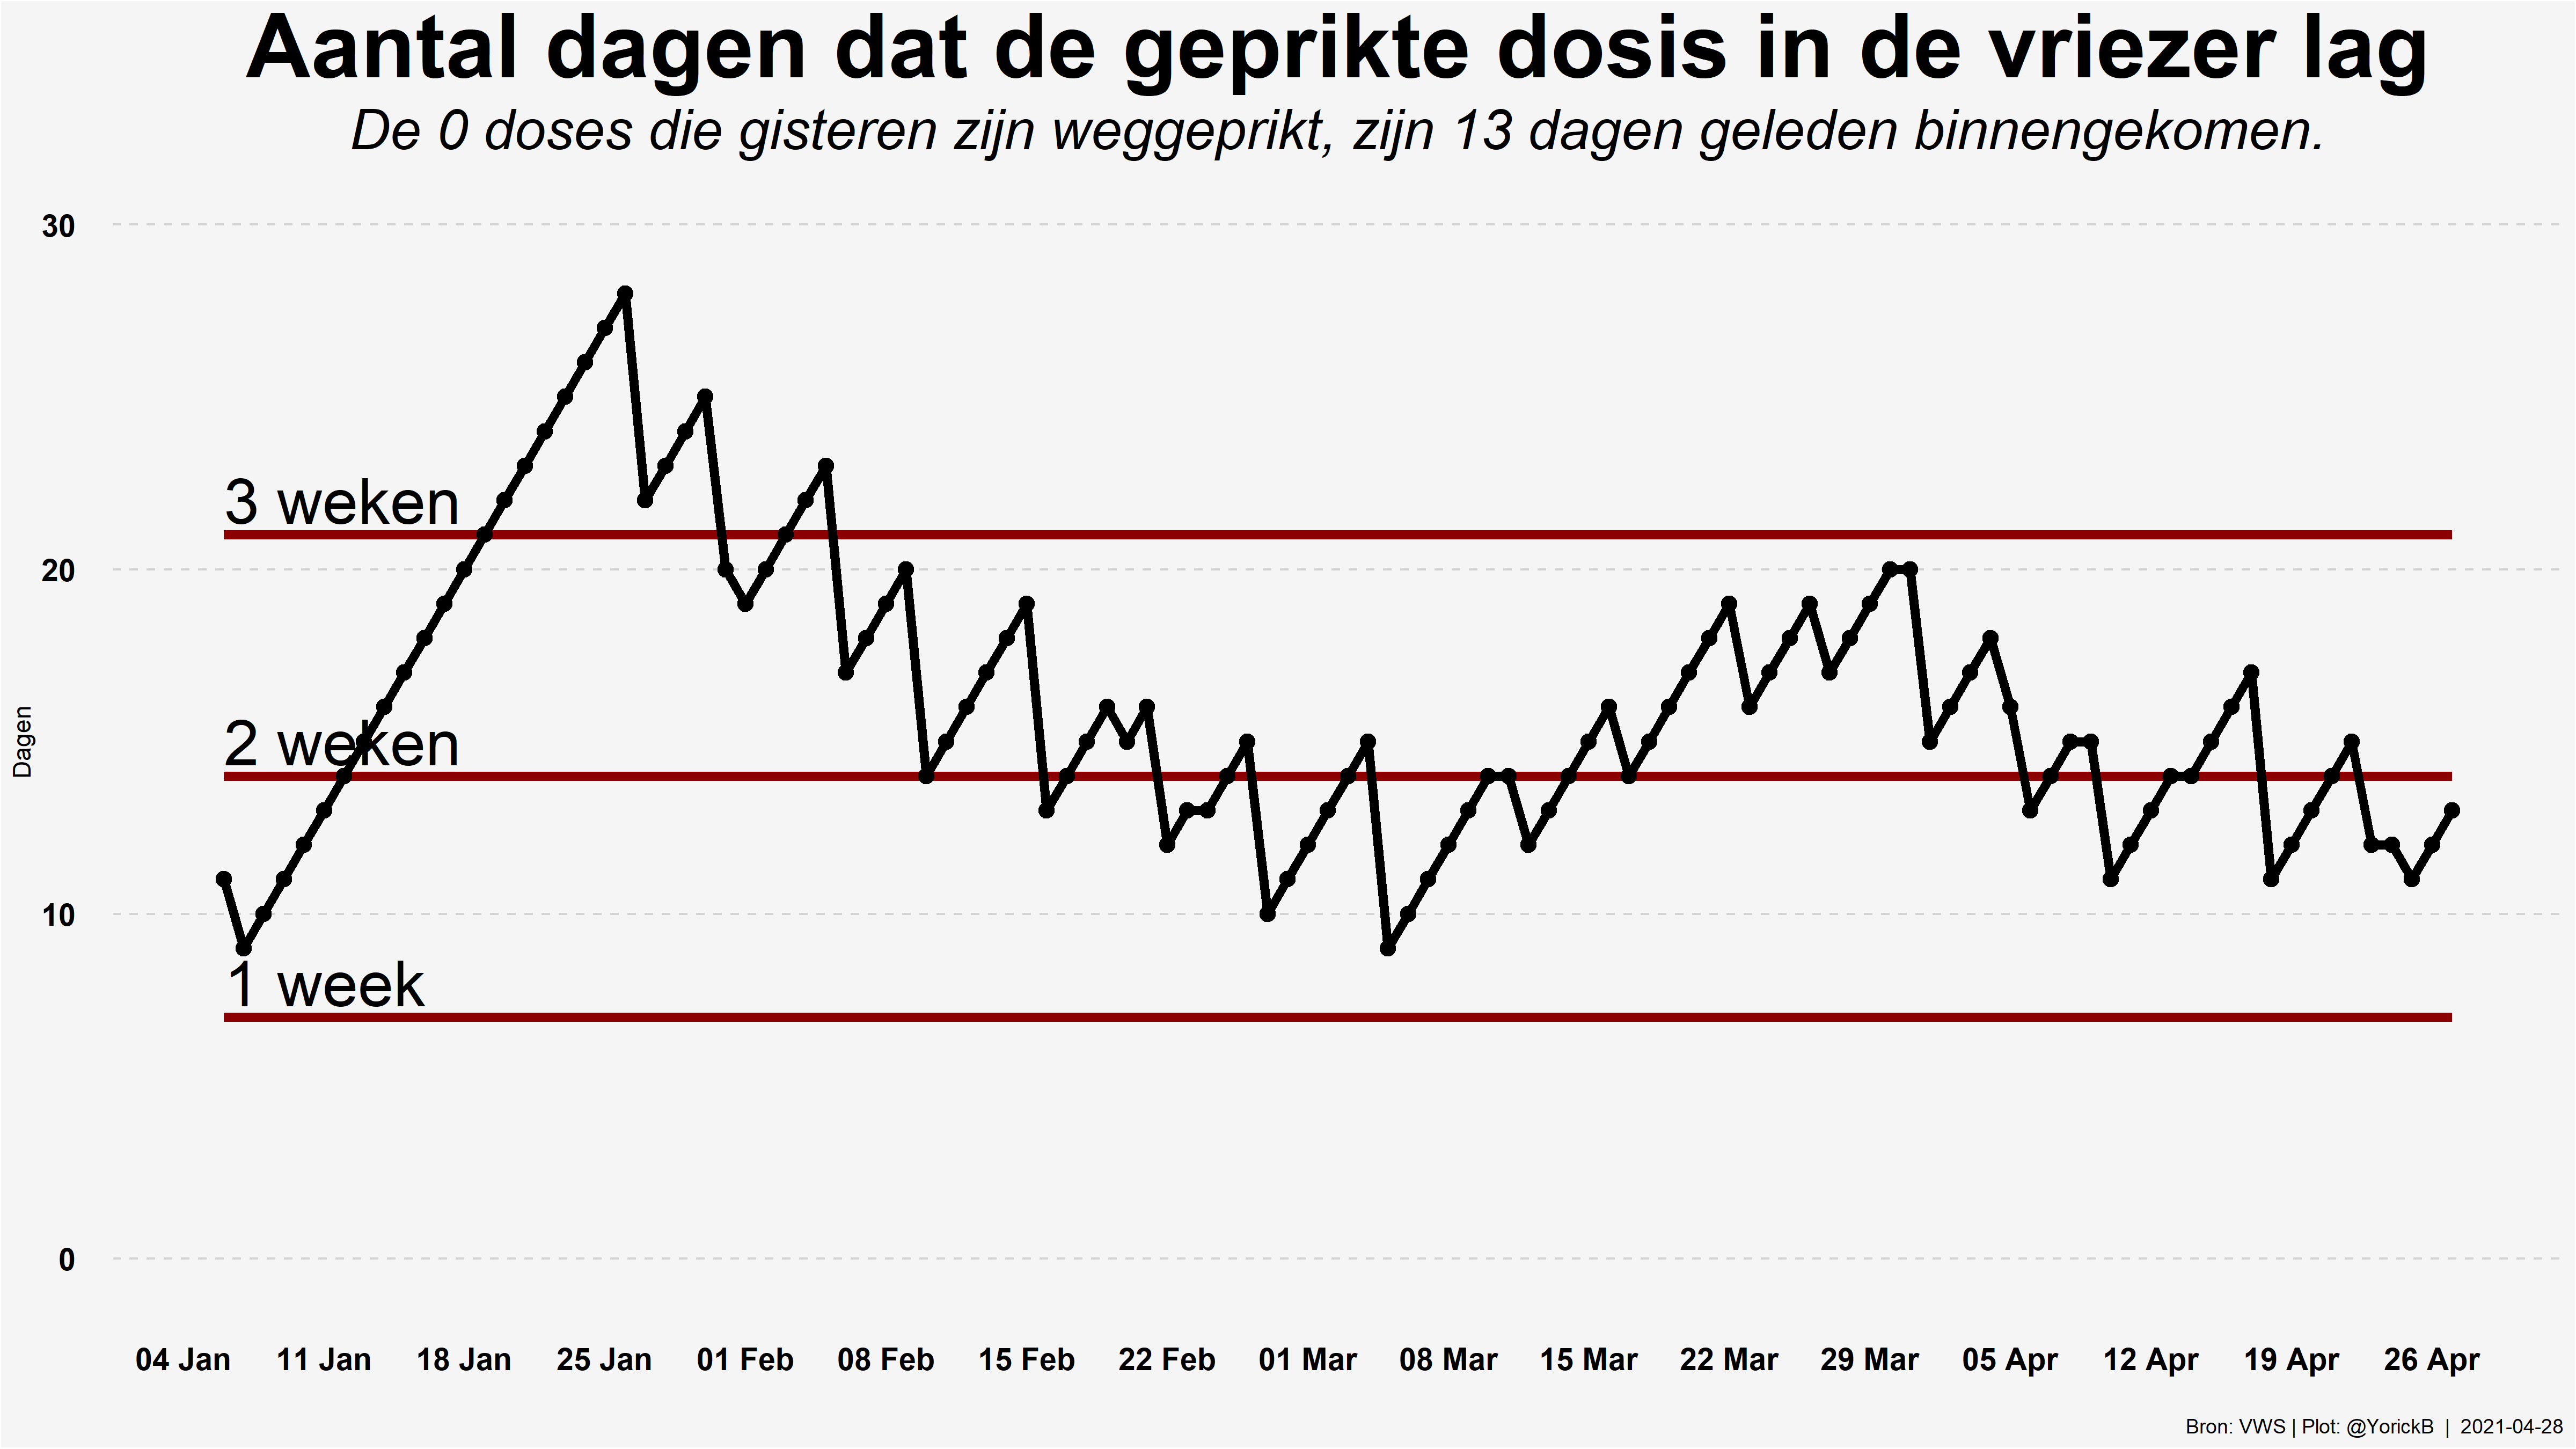 Aantal dagen dat de geprikte dosis in de vriezer lag
De 0 doses die gisteren zijn weggeprikt, zijn 13 dagen geleden binnengekomen.
30
3 weken
20
Dagen
2 weken
10
1 week
0
04 Jan 11 Jan 18 Jan 25 Jan 01 Feb 08 Feb 15 Feb 22 Feb 01 Mar 08 Mar 15 Mar 22 Mar 29 Mar 05 Apr 12 Apr 19 Apr 26 Apr
Bron: VWS | Plot: @YorickB | 2021-04-28